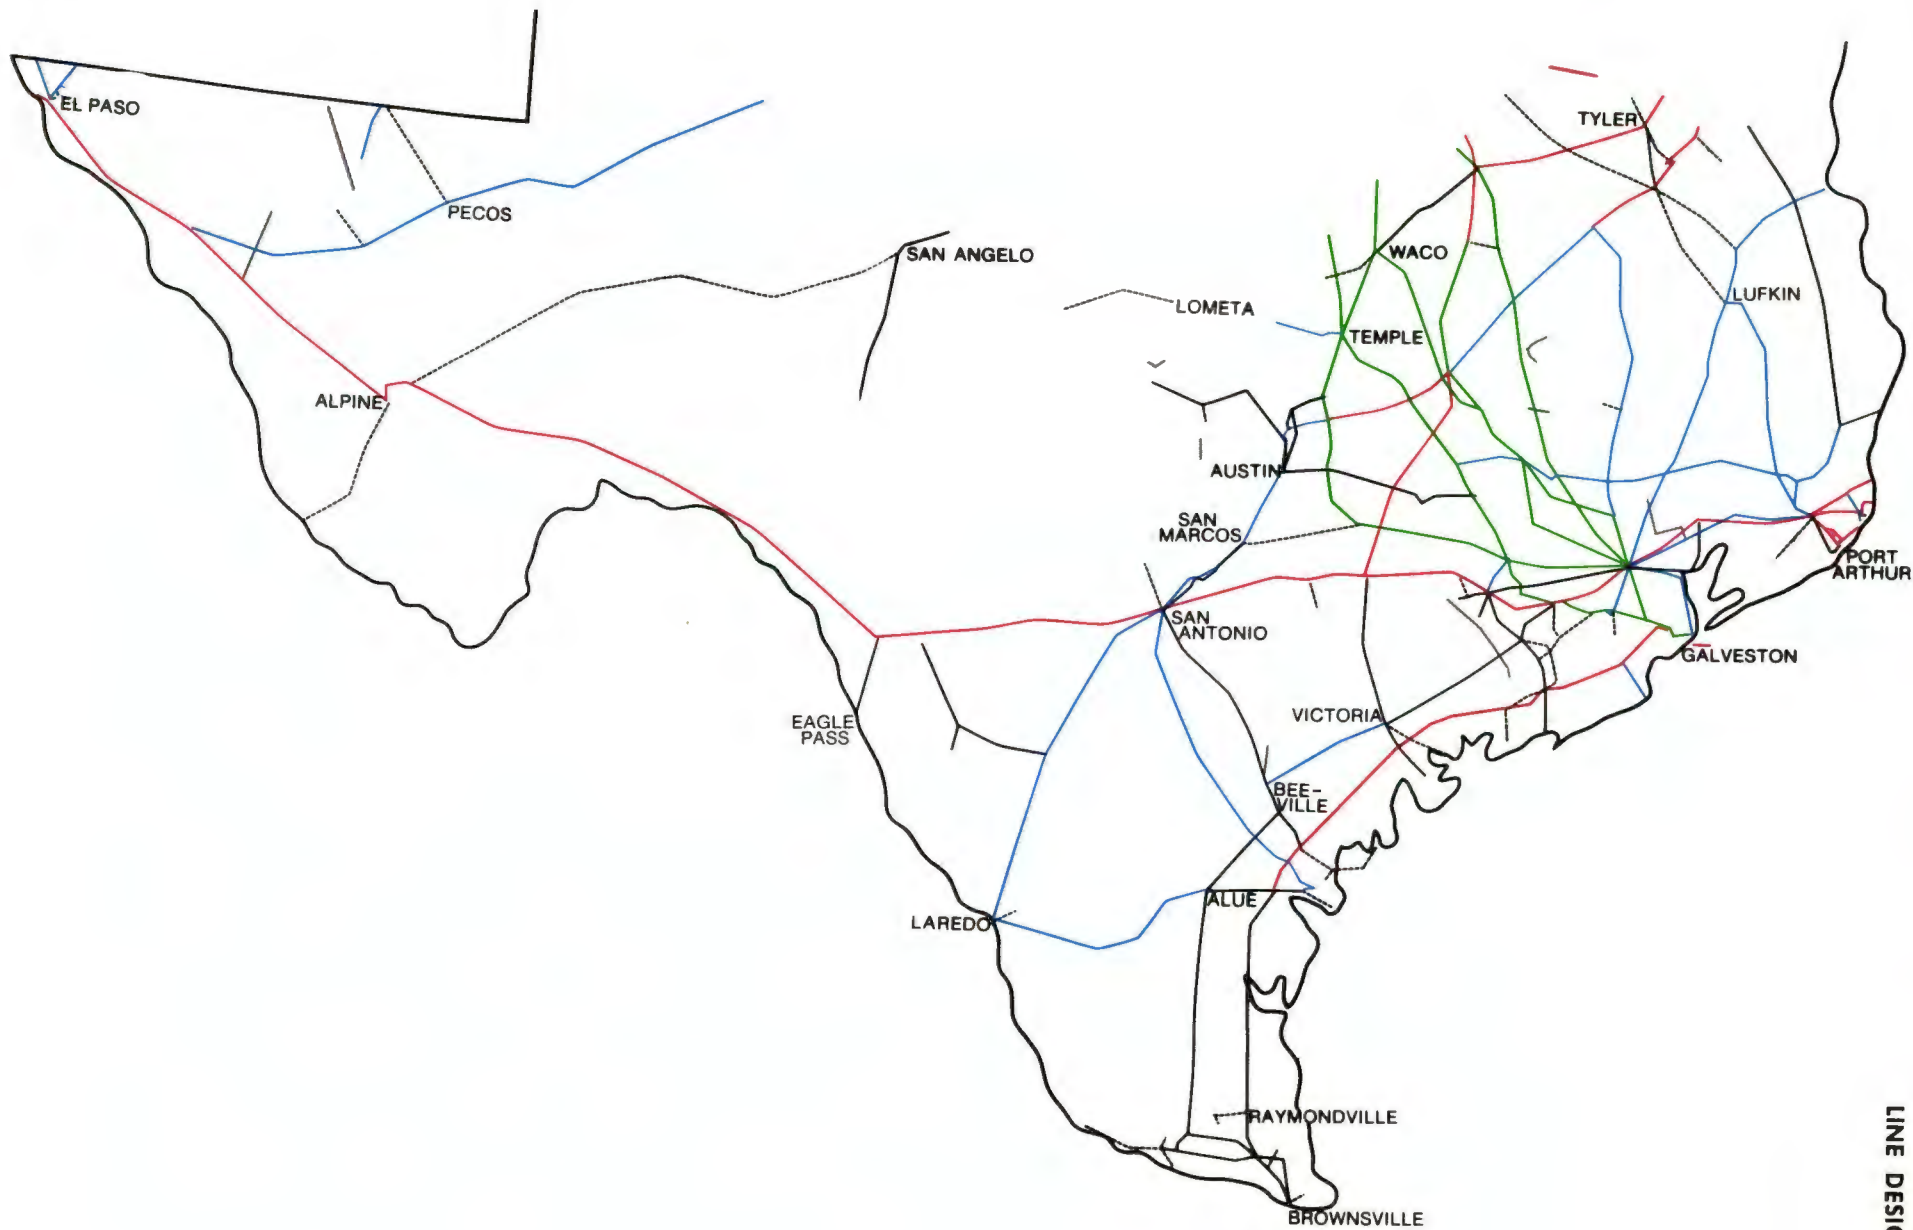 EL PASO
TYLER
PECOS
SAN ANGELO
WACO
LOMETA
LUFKIN
TEMPLE
ALPINE
AUSTIN
SAN
MARCOS
PORT
ARTHUR
SAN
ANTONIO
GALVESTON
EAGLE
PASS
VICTORIA
BEE-
VILLE
ALUE
LAREDO
RAYMONDVILLE
BROWNSVILLE
LINE DESIG